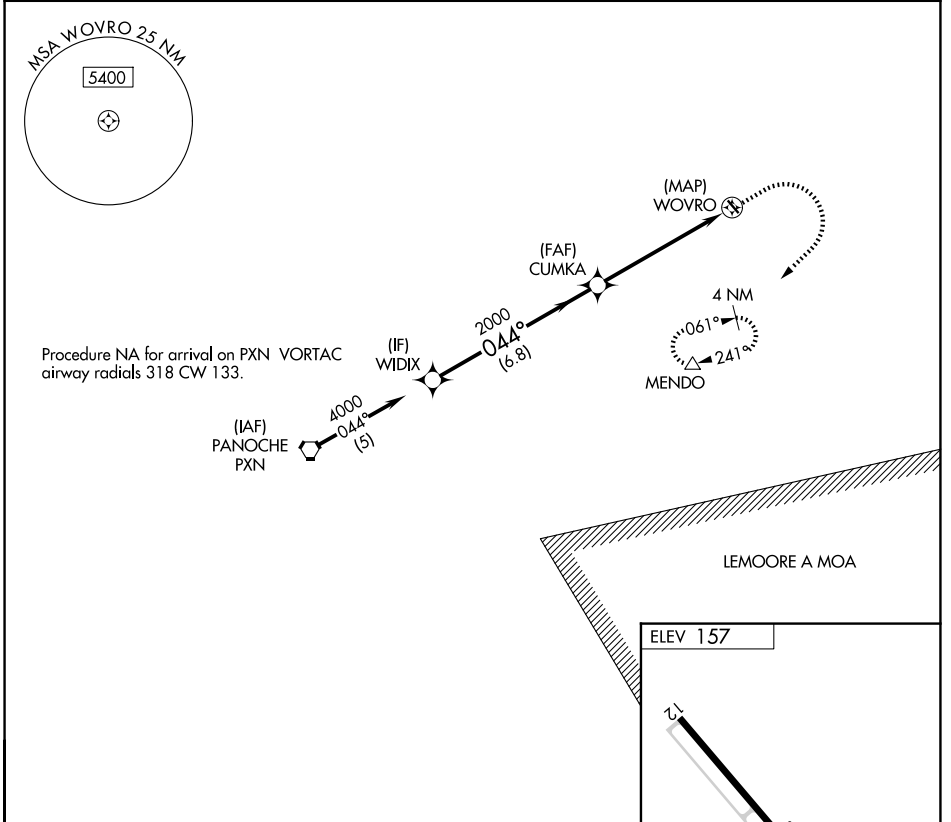 MSA WOVRO 25 NM
5400
(MAP)
WOVRO
(FAF)
CUMKA
4 NM
061°
241°
MENDO
2000
044°
(6.8)
(IF)
WIDIX
Procedure NA for arrival on PXN VORTAC
airway radials 318 CW 133.
4000
044°
(5)
(IAF)
PANOCHE
PXN
LEMOORE A MOA
ELEV 157
12